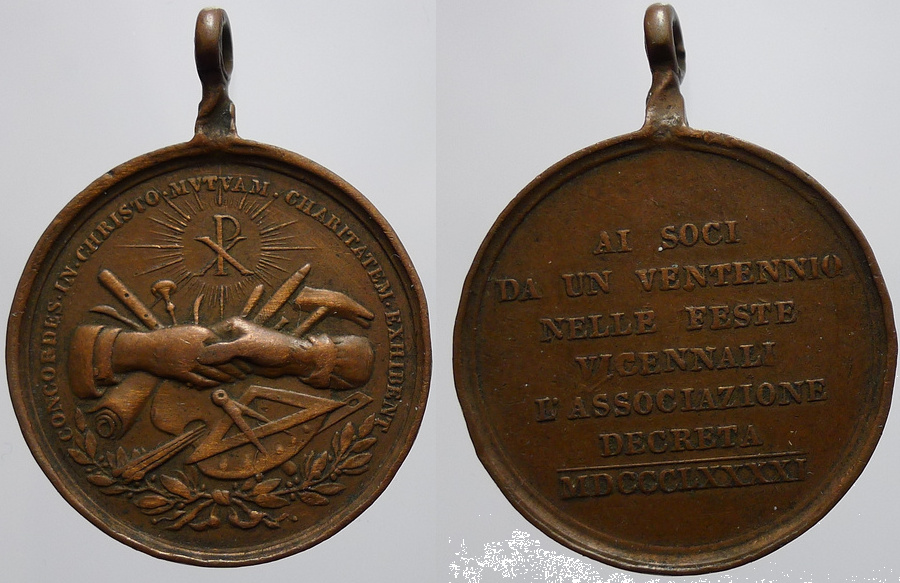 CONCORDES·IN·CHRISTO·MVTVAM·CHARITATEM·EXHIBENT
AI SOCI
DA UN VENTENNIO
NELLE FESTE
VIGENNALI
L'ASSOCIAZIONE
DECRETA
MDCCCLXXXXI